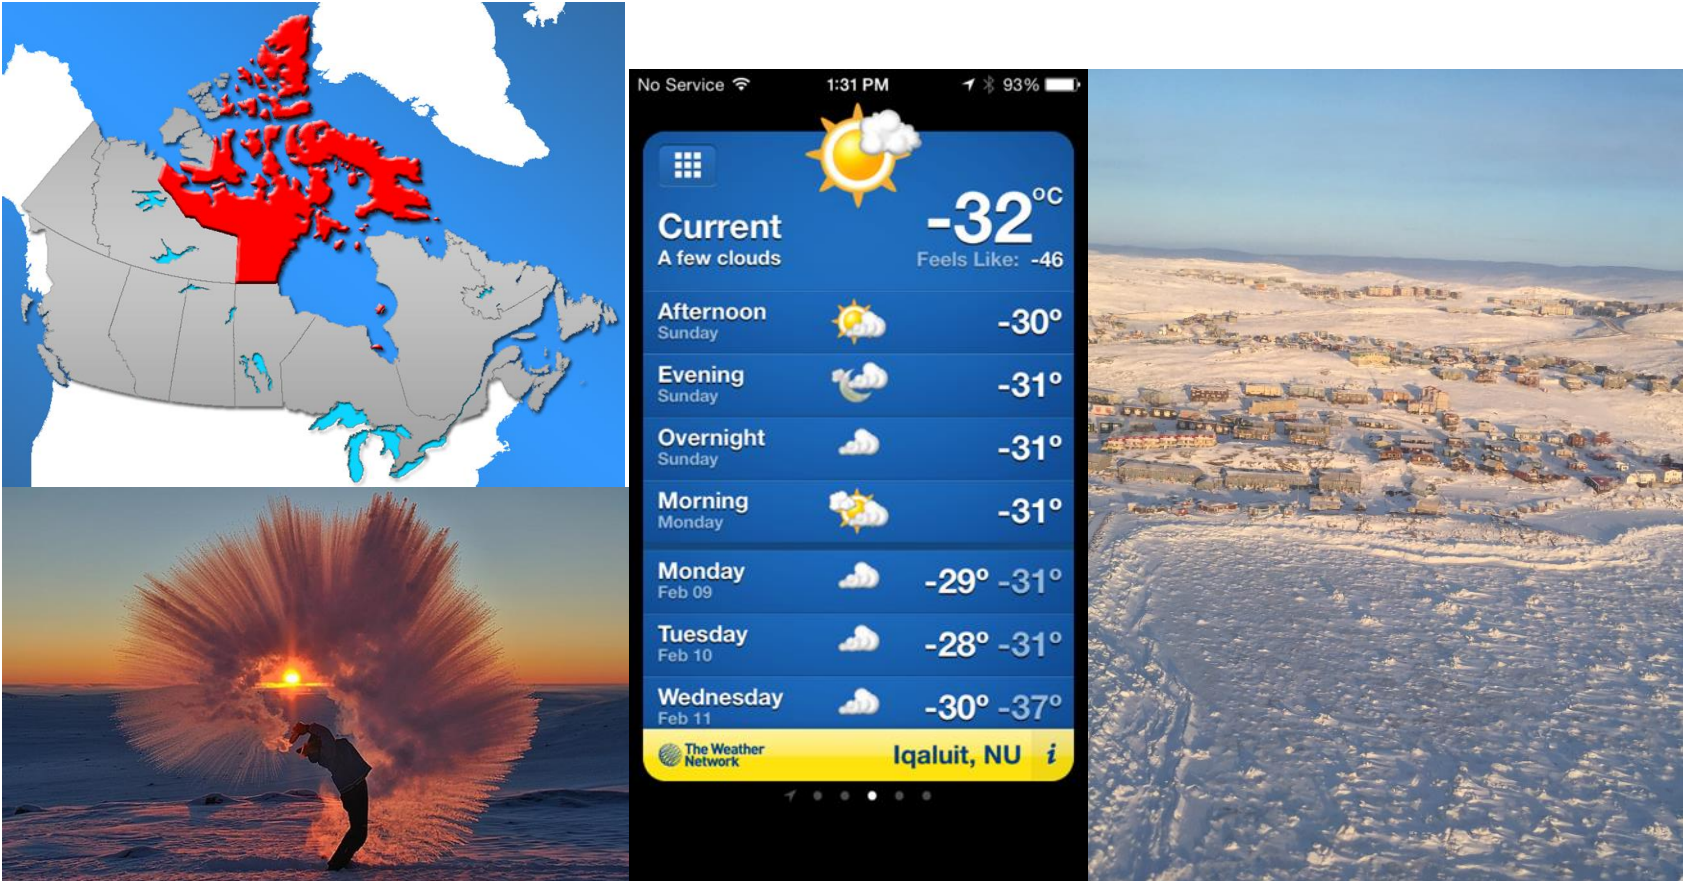 No Service 1:31 PM 93%
-32°C
Current
A few clouds Feels Like: -46
Afternoon
Sunday
-30°
Evening
Sunday
-31°
Overnight
Sunday
-31°
Morning
Monday
-31°
Monday
Feb 09
-29° -31°
Tuesday
Feb 10
-28° -31°
Wednesday
Feb 11
-30° -37°
The Weather
Network
Iqaluit, NU i